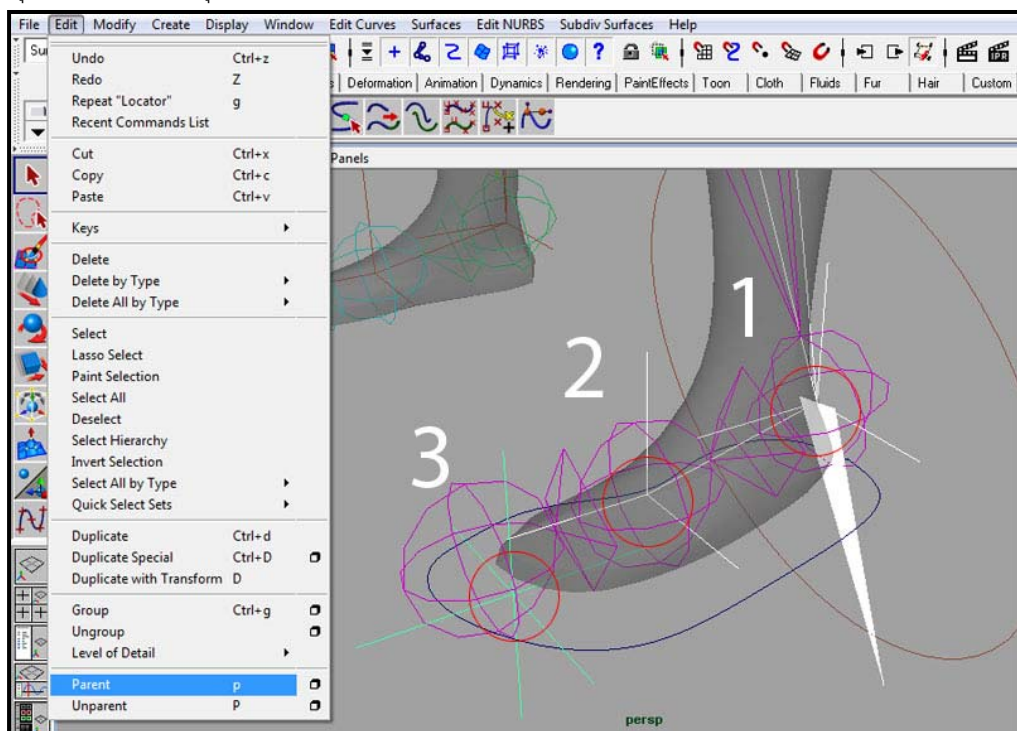 File Edit Modify Create Display Window Edit Curves Surfaces Edit NURBS Subdiv Surfaces Help
Deformation Animation Dynamics Rendering PaintEffects Toon Cloth Fluids Fur Hair Custom
IPR
Panels
Undo Ctrl+z
Redo Z
Repeat "Locator" g
Recent Commands List
Cut Ctrl+x
Copy Ctrl+c
Paste Ctrl+v
Keys
Delete
Delete by Type
Delete All by Type
Select
Lasso Select
Paint Selection
Select All
Deselect
Select Hierarchy
Invert Selection
Select All by Type
Quick Select Sets
Duplicate Ctrl+d
Duplicate Special Ctrl+D
Duplicate with Transform D
Group Ctrl+g
Ungroup
Level of Detail
Parent p
Unparent P
1
2
3
persp